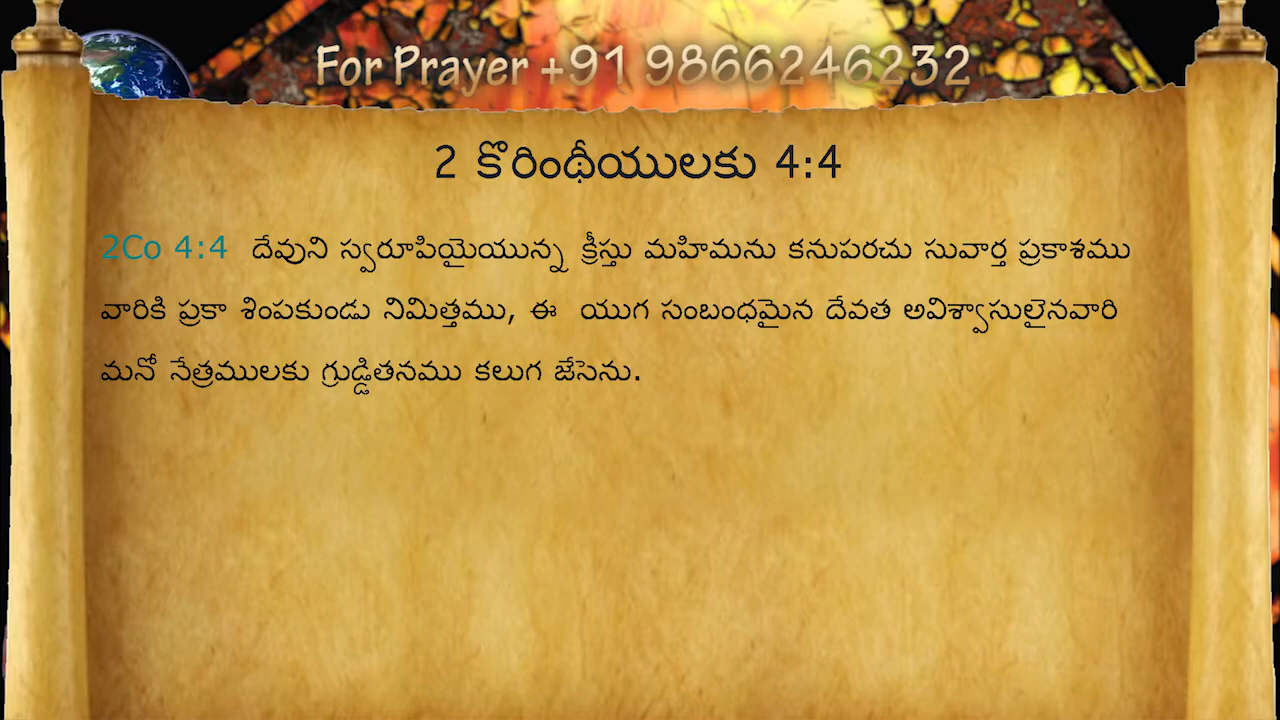 For Prayer +91 9866246232
2 కొరింథీయులకు 4:4
2Co 4:4 దేవుని స్వరూపియైయున్న క్రీస్తు మహిమను కనుపరచు సువార్త ప్రకాశము
వారికి ప్రకా శింపకుండు నిమిత్తము, ఈ యుగ సంబంధమైన దేవత అవిశ్వాసులైనవారి
మనో నేత్రములకు గ్రుడ్డితనము కలుగ జేసెను.